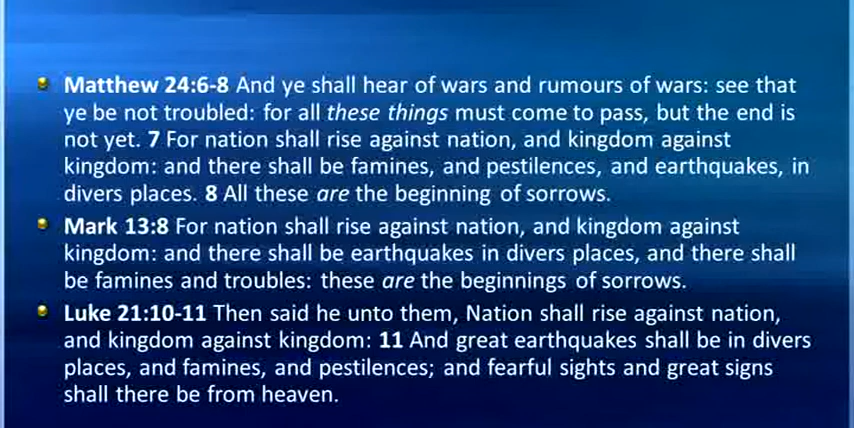 Matthew 24:6-8 And ye shall hear of wars and rumours of wars: see that
ye be not troubled: for all these things must come to pass, but the end is
not yet. 7 For nation shall rise against nation, and kingdom against
kingdom: and there shall be famines, and pestilences, and earthquakes, in
divers places. 8 All these are the beginning of sorrows.
Mark 13:8 For nation shall rise against nation, and kingdom against
kingdom: and there shall be earthquakes in divers places, and there shall
be famines and troubles: these are the beginnings of sorrows.
Luke 21:10-11 Then said he unto them, Nation shall rise against nation,
and kingdom against kingdom: 11 And great earthquakes shall be in divers
places, and famines, and pestilences; and fearful sights and great signs
shall there be from heaven.